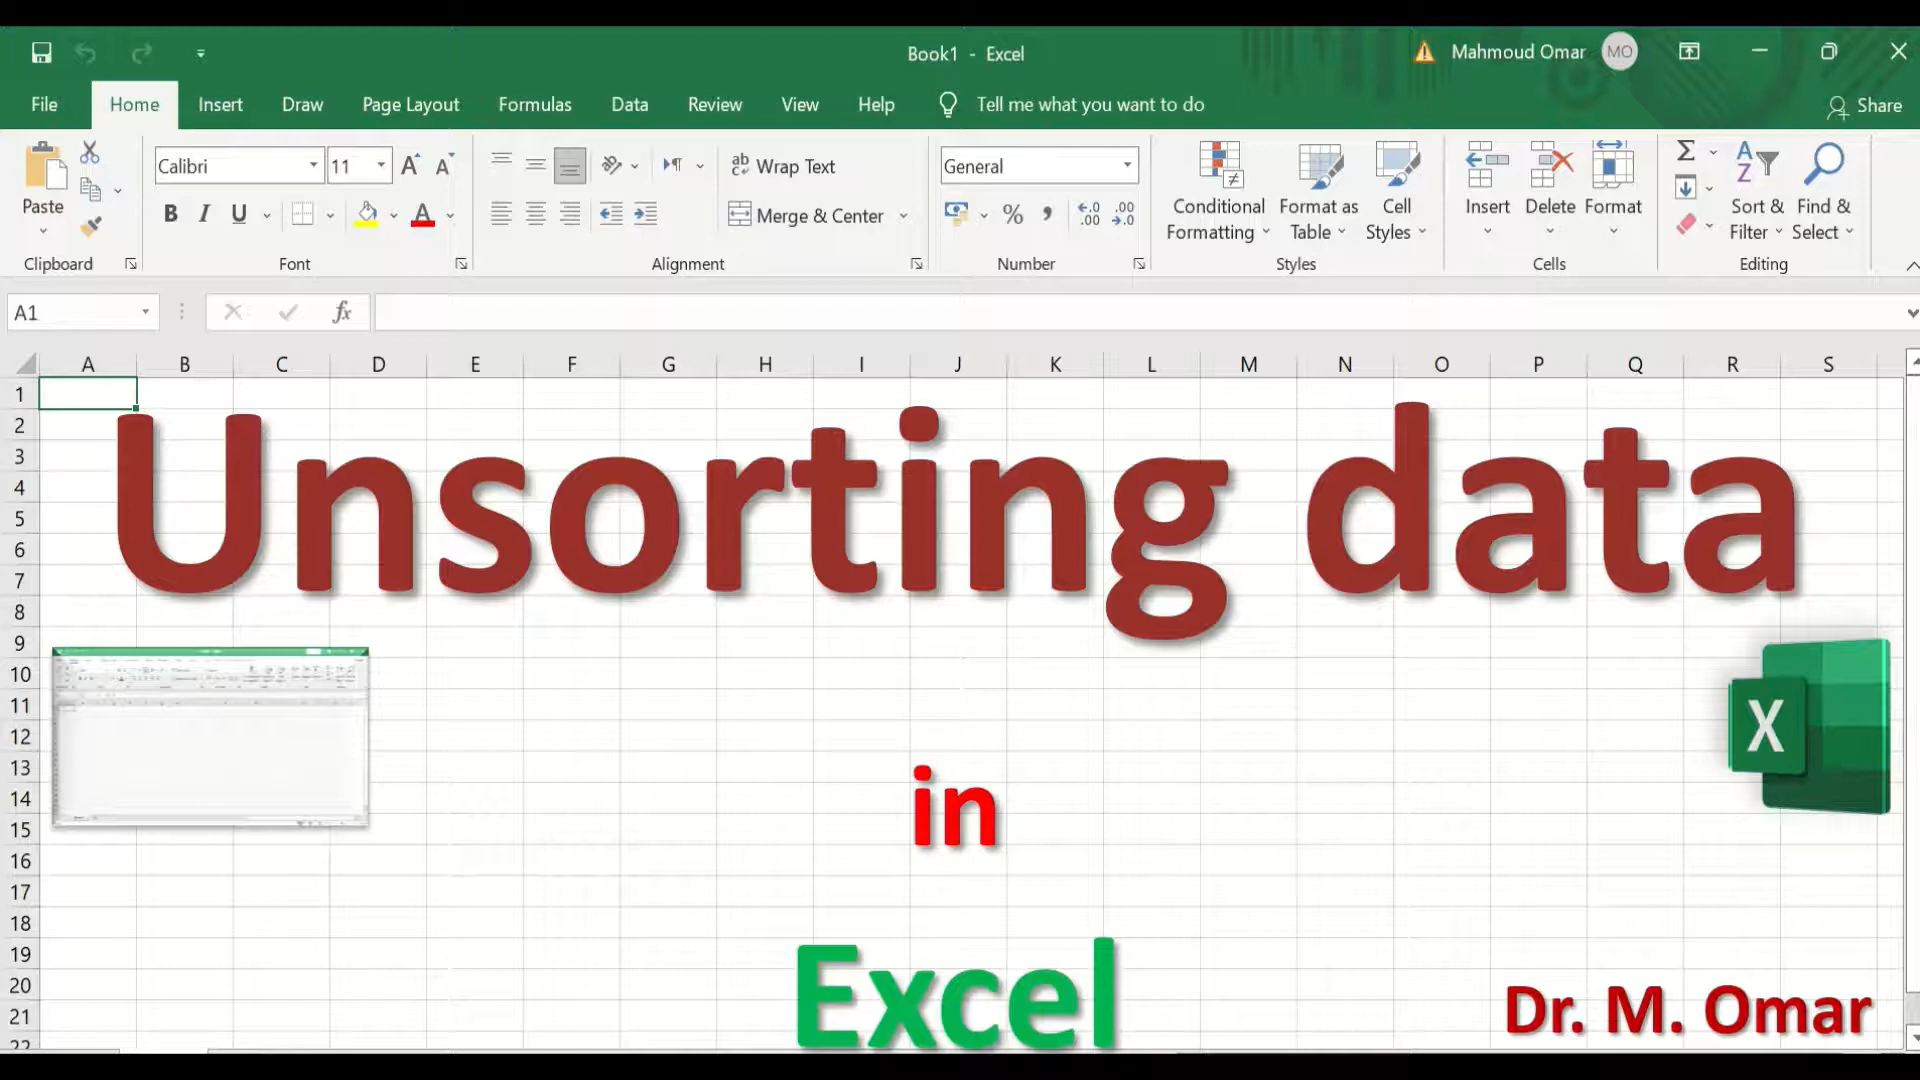 Book1 - Excel
Mahmoud Omar MO
File Home Insert Draw Page Layout Formulas Data Review View Help Tell me what you want to do Share
Paste
Clipboard
Calibri 11
B I U
Font
Wrap Text
Merge & Center
Alignment
General
Number
Conditional Formatting
Format as Table
Cell Styles
Styles
Insert
Delete
Format
Cells
Sort & Filter
Find & Select
Editing
A1 fx
A B C D E F G H I J K L M N O P Q R S
1
2
3
4
5
6
7
8
9
10
11
12
13
14
15
16
17
18
19
20
21
22
Unsorting data
in
Excel
X
Dr. M. Omar